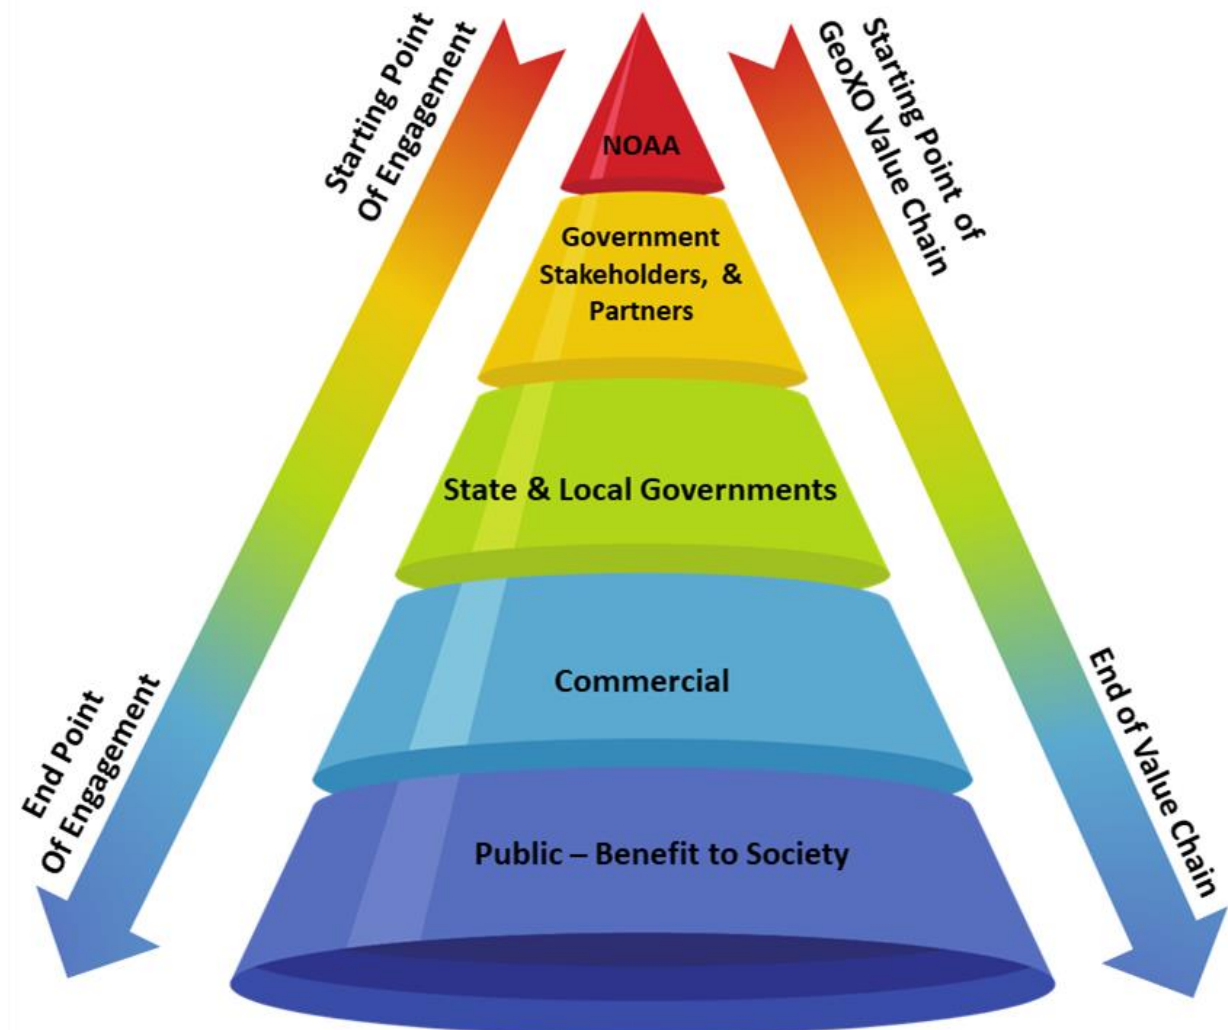 Starting Point
Of Engagement
Starting Point of
GeoXO Value Chain
NOAA
Government
Stakeholders, &
Partners
State & Local Governments
Commercial
End Point
Of Engagement
End of Value Chain
Public – Benefit to Society